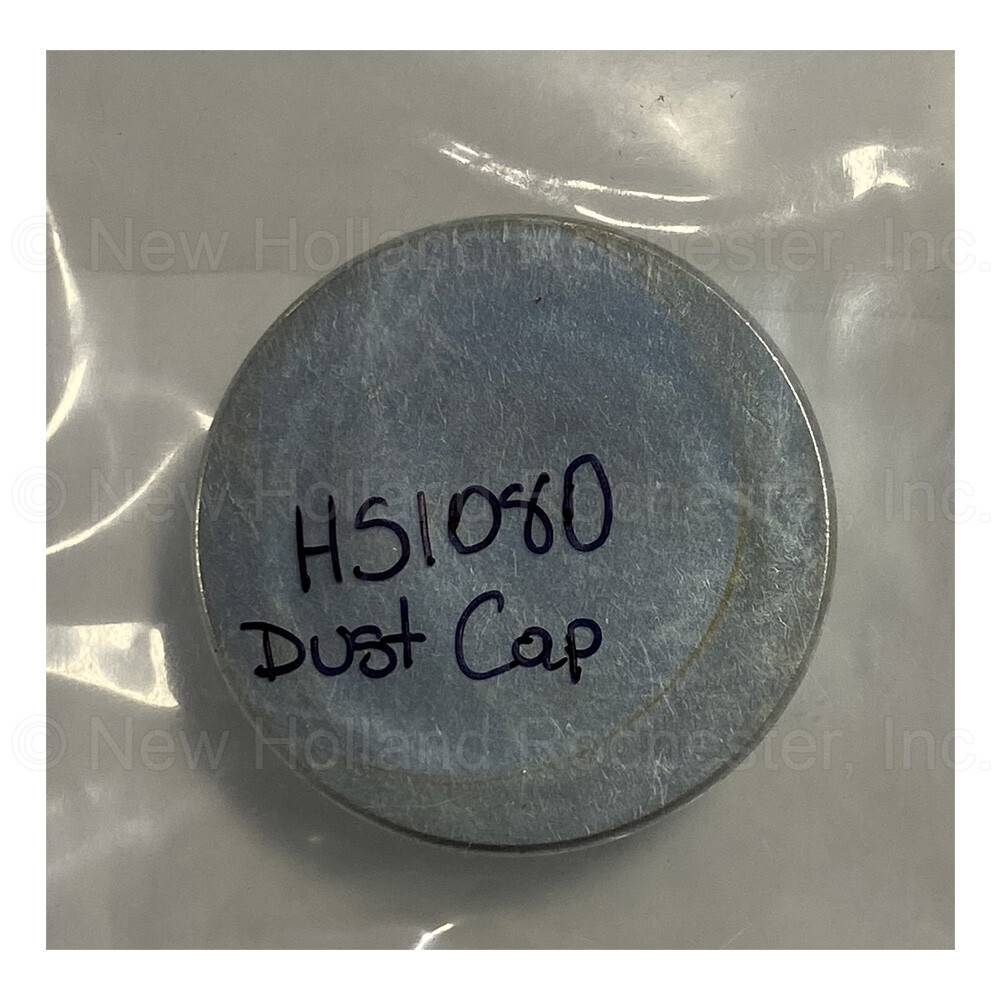 © New Holland Rochester, Inc.
© New Holland Rochester, Inc.
HS1080
Dust Cap
© New Holland Rochester, Inc.